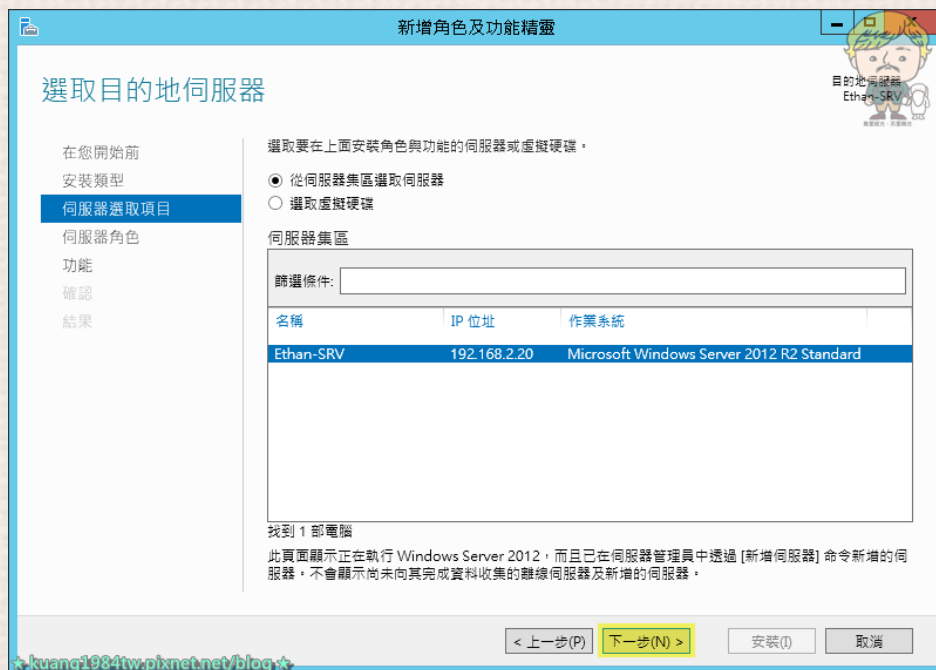 新增角色及功能精靈
選取目的地伺服器
目的地伺服器
Ethan-SRV
在您開始前
安裝類型
伺服器選取項目
伺服器角色
功能
確認
結果
選取要在上面安裝角色與功能的伺服器或虛擬硬碟。
從伺服器集區選取伺服器
選取虛擬硬碟
伺服器集區
篩選條件:
名稱 IP 位址 作業系統
Ethan-SRV 192.168.2.20 Microsoft Windows Server 2012 R2 Standard
找到 1 部電腦
此頁面顯示正在執行 Windows Server 2012，而且已在伺服器管理員中透過 [新增伺服器] 命令新增的伺
服器。不會顯示尚未向其完成資料收集的離線伺服器及新增的伺服器。
< 上一步(P) 下一步(N) > 安裝(I) 取消
★ kuang1984tw.pixnet.net/blog ★